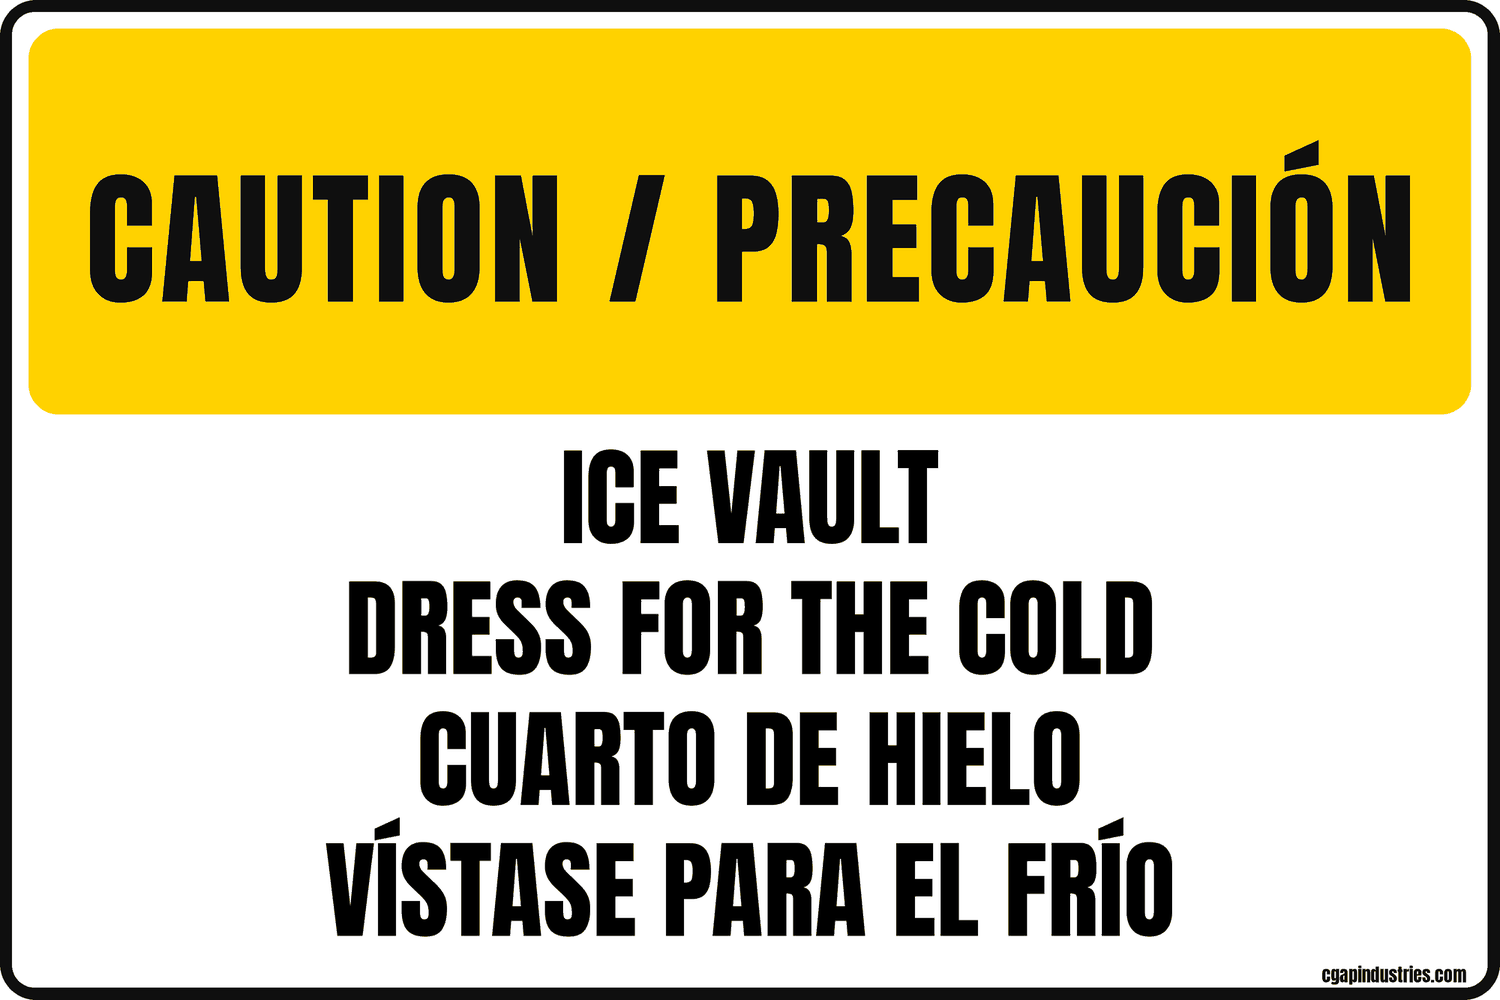 CAUTION / PRECAUCIÓN
ICE VAULT
DRESS FOR THE COLD
CUARTO DE HIELO
VÍSTASE PARA EL FRÍO
cgapindustries.com